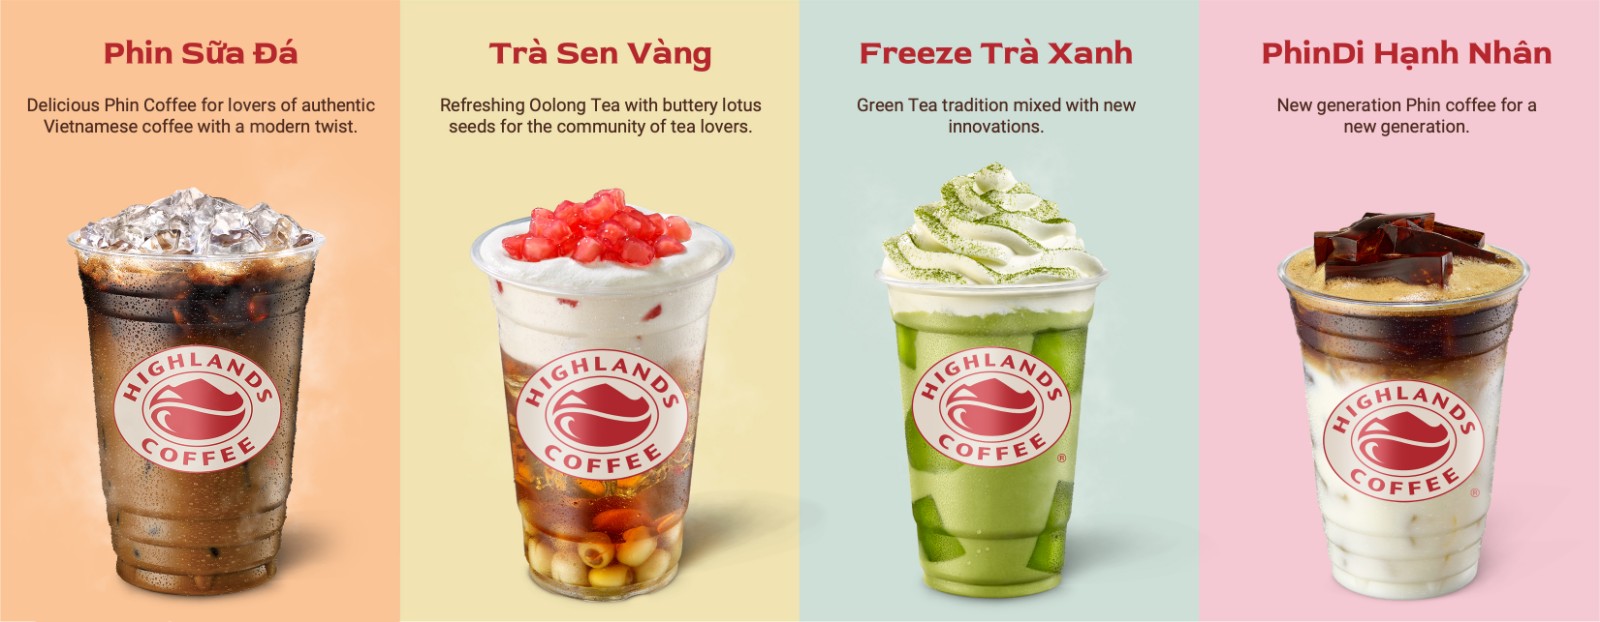 Phin Sữa Đá
Delicious Phin Coffee for lovers of authentic
Vietnamese coffee with a modern twist.
HIGHLANDS
COFFEE
Trà Sen Vàng
Refreshing Oolong Tea with buttery lotus
seeds for the community of tea lovers.
HIGHLANDS
COFFEE
Freeze Trà Xanh
Green Tea tradition mixed with new
innovations.
HIGHLANDS
COFFEE
®
PhinDi Hạnh Nhân
New generation Phin coffee for a
new generation.
HIGHLANDS
COFFEE
®